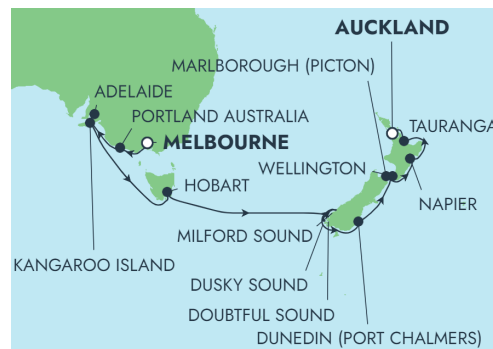 AUCKLAND
MARLBOROUGH (PICTON)
ADELAIDE
PORTLAND AUSTRALIA
TAURANGA
MELBOURNE
WELLINGTON
HOBART
NAPIER
MILFORD SOUND
KANGAROO ISLAND
DUSKY SOUND
DOUBTFUL SOUND
DUNEDIN (PORT CHALMERS)